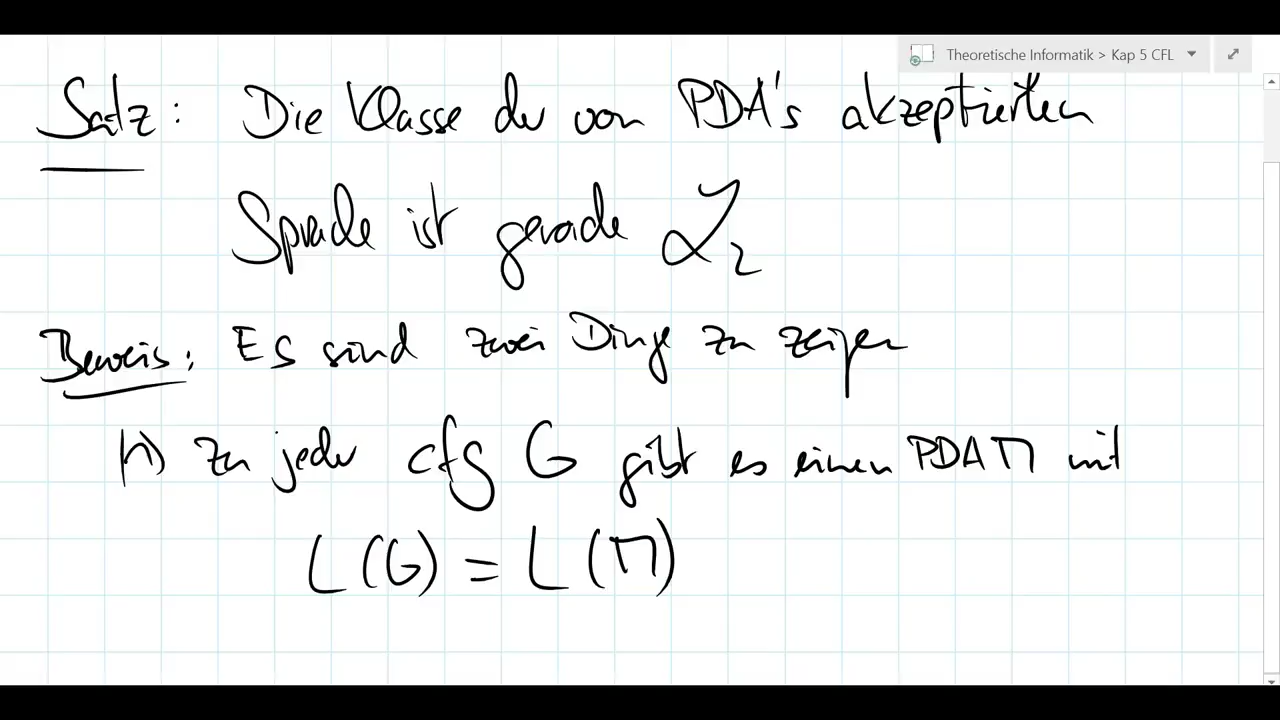 Theoretische Informatik > Kap 5 CFL
Satz: Die Klasse der von PDA's akzeptierten
Sprache ist gerade ℒ₂
Beweis: Es sind zwei Dinge zu zeigen
1) Zu jeder cfg G gibt es einen PDA Π mit
L(G) = L(Π)